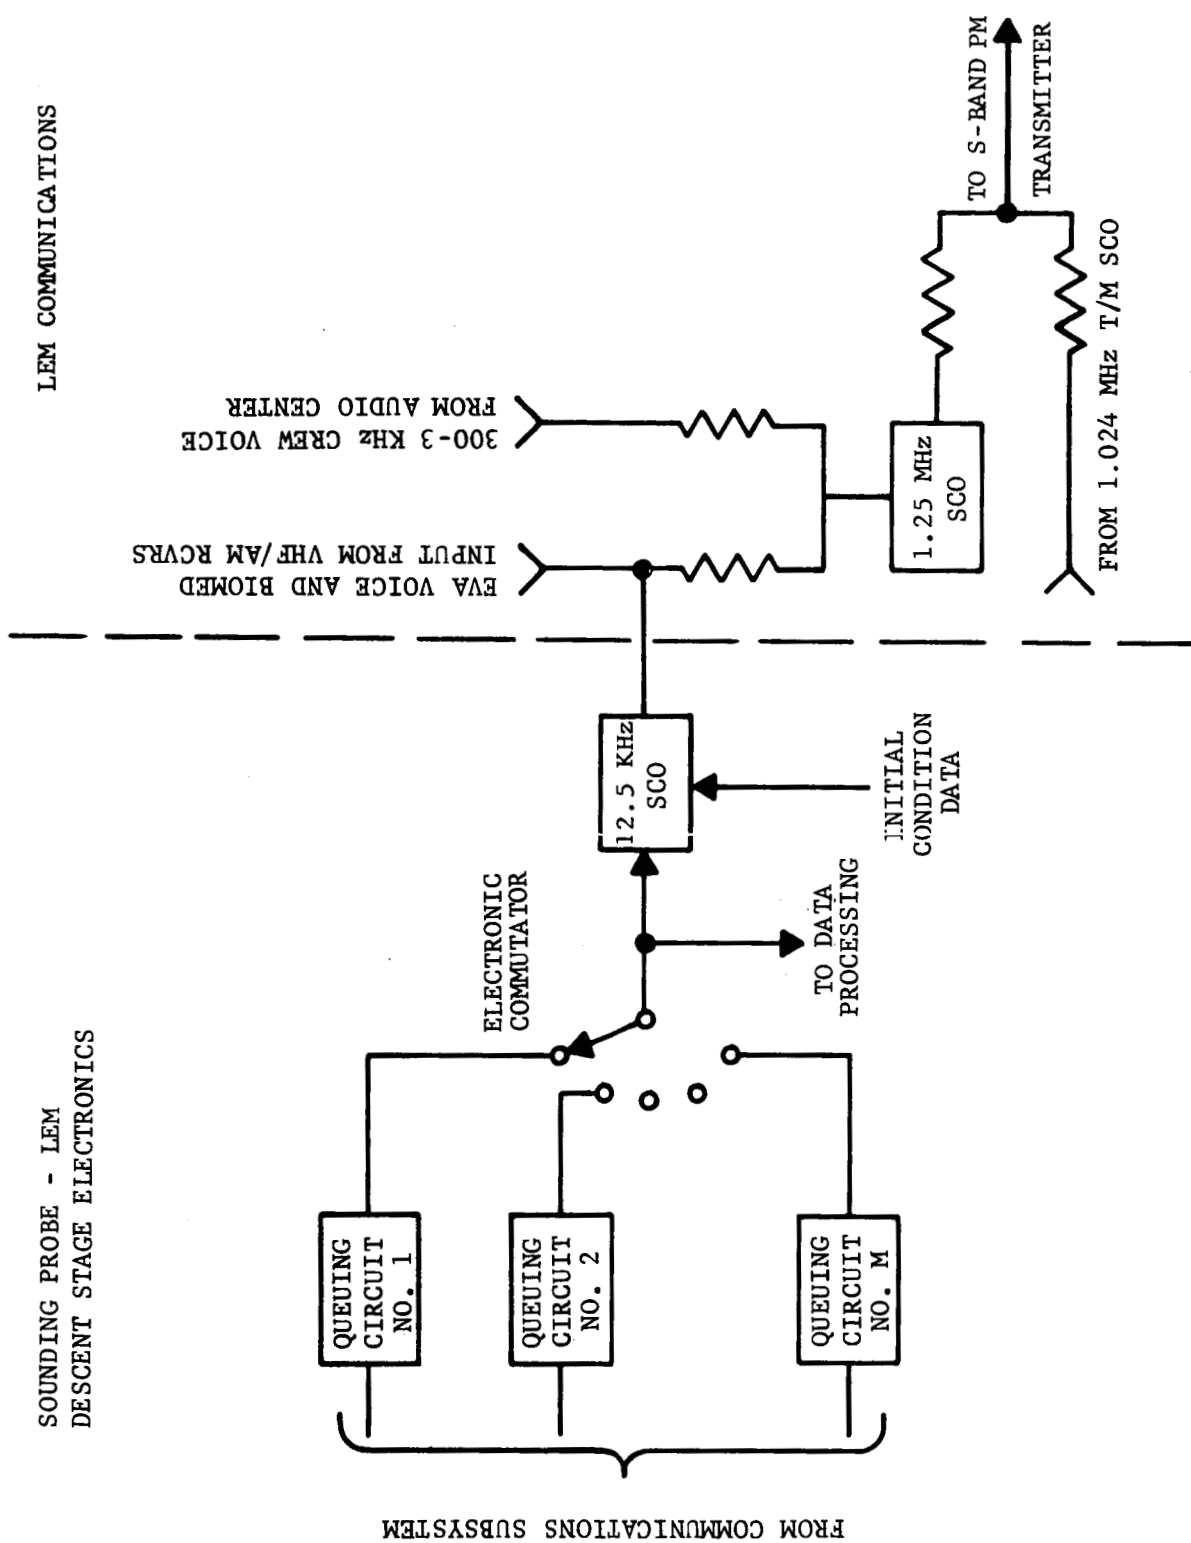 SOUNDING PROBE - LEM
DESCENT STAGE ELECTRONICS
LEM COMMUNICATIONS
FROM COMMUNICATIONS SUBSYSTEM
QUEUING
CIRCUIT
NO. 1
QUEUING
CIRCUIT
NO. 2
QUEUING
CIRCUIT
NO. M
ELECTRONIC
COMMUTATOR
TO DATA
PROCESSING
12.5 KHz
SCO
INITIAL
CONDITION
DATA
EVA VOICE AND BIOMED
INPUT FROM VHF/AM RCVRS
300-3 KHz CREW VOICE
FROM AUDIO CENTER
1.25 MHz
SCO
FROM 1.024 MHz T/M SCO
TO S-BAND PM
TRANSMITTER